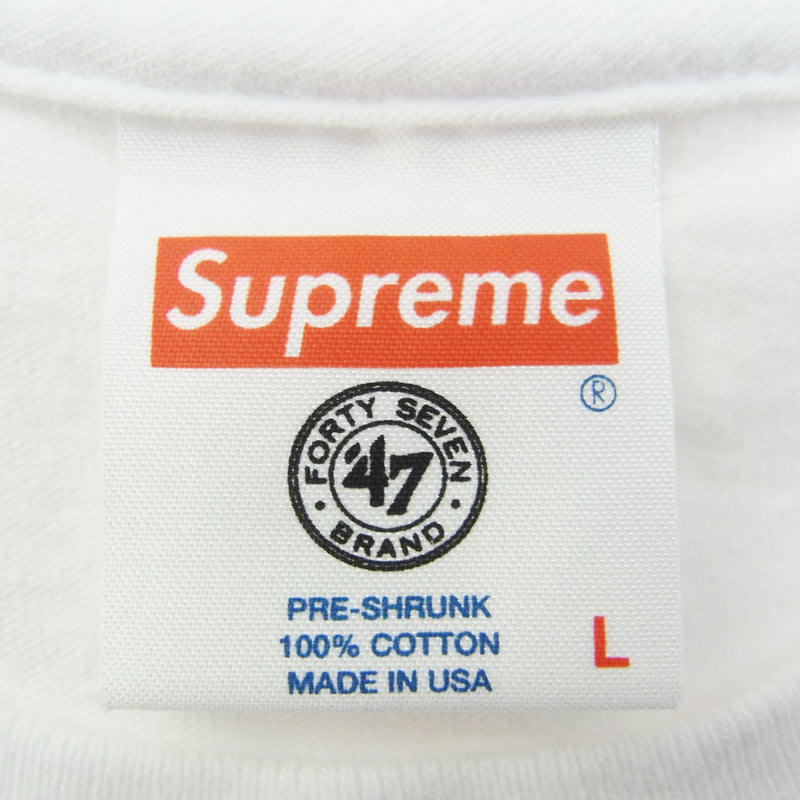 Supreme
®
FORTY SEVEN
'47
BRAND
PRE-SHRUNK
100% COTTON
MADE IN USA
L